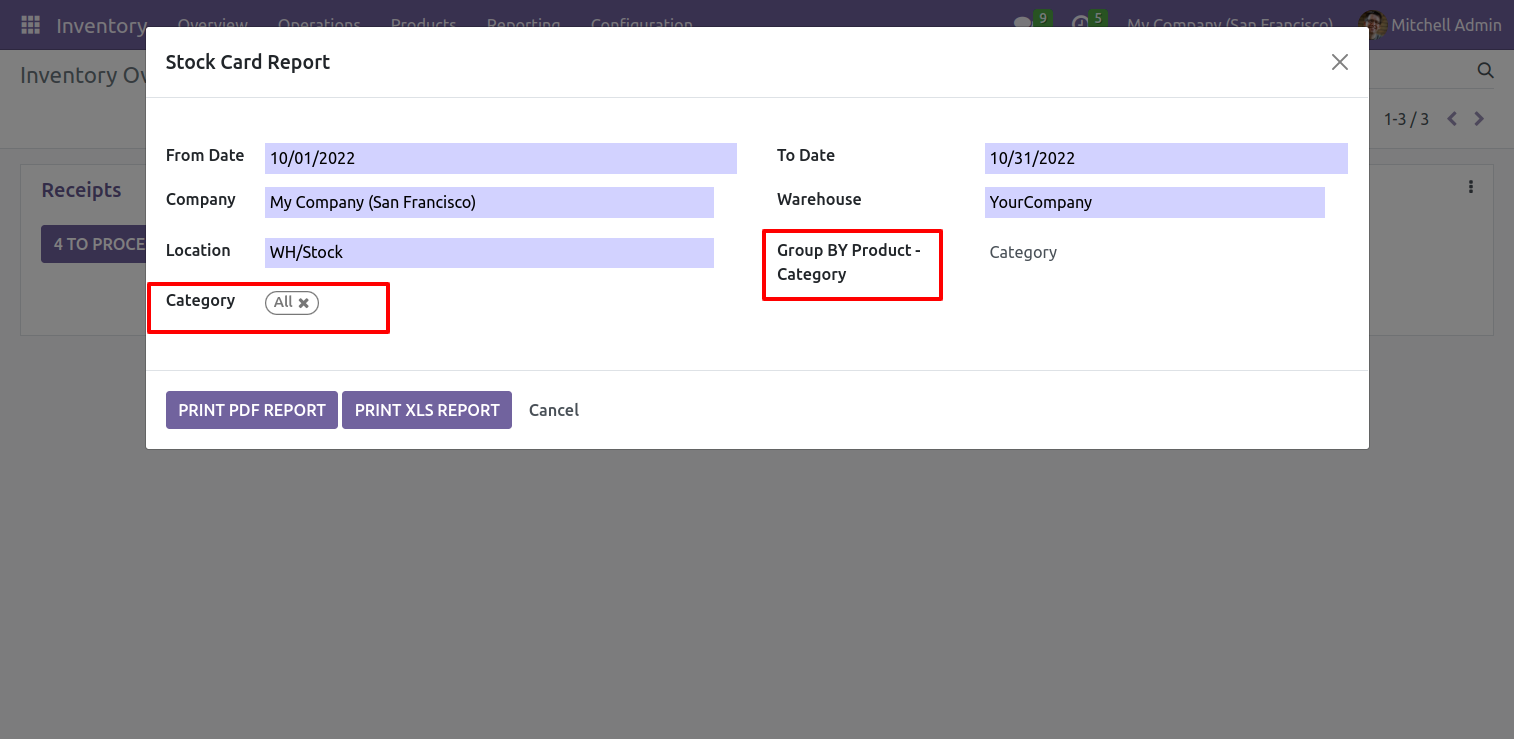 Inventory Overview Operations Products Reporting Configuration 9 5 My Company (San Francisco) Mitchell Admin
Inventory Ov
Stock Card Report
1-3 / 3
From Date 10/01/2022 To Date 10/31/2022
Company My Company (San Francisco) Warehouse YourCompany
Receipts
Location WH/Stock Group BY Product -
Category
Category
4 TO PROCE
Category All
PRINT PDF REPORT PRINT XLS REPORT Cancel